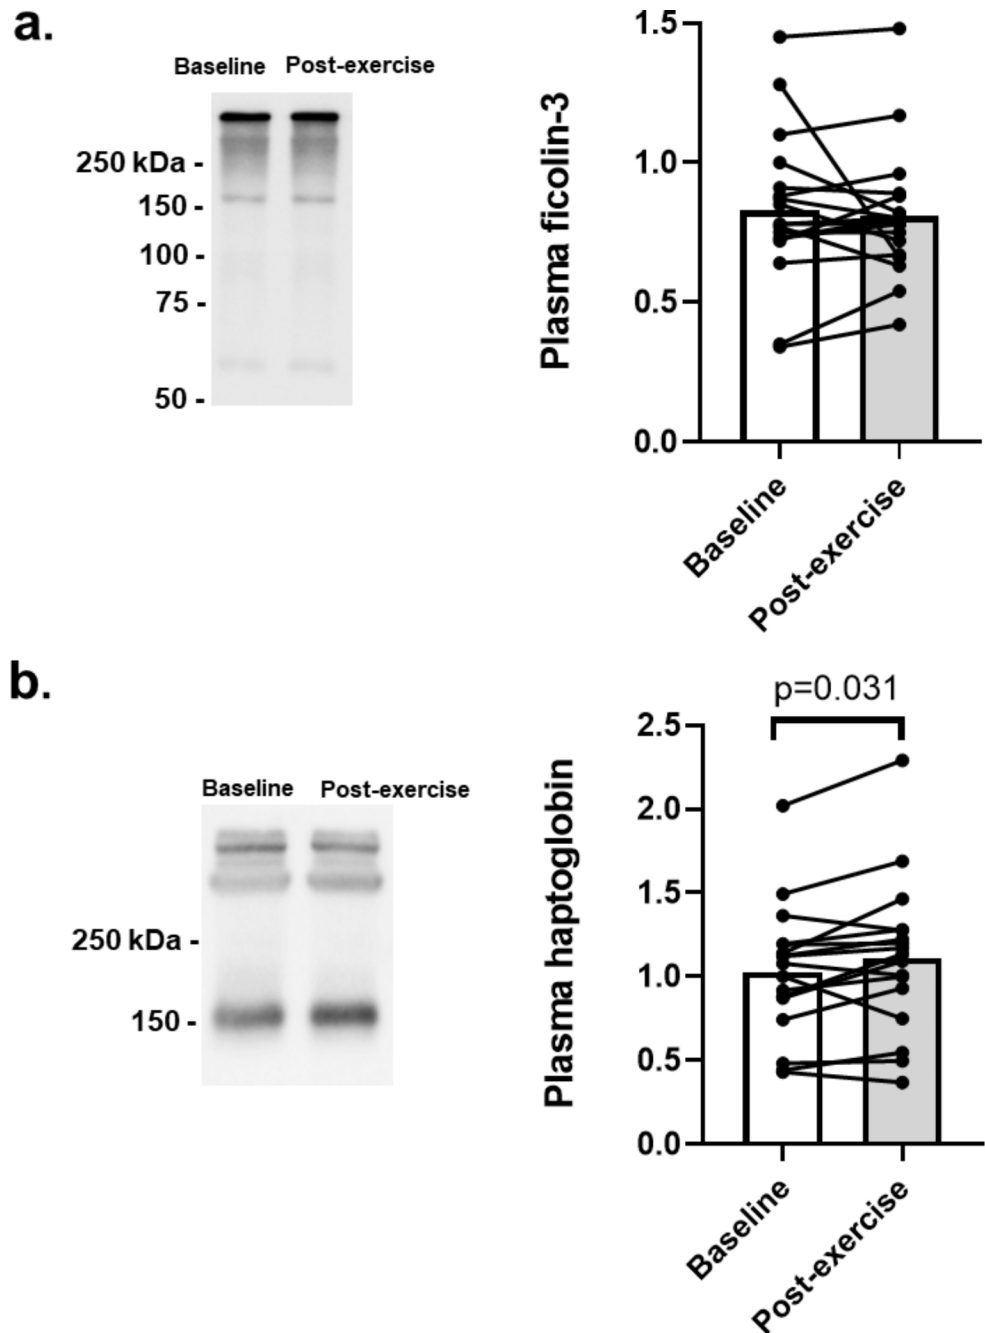 a.
Baseline Post-exercise
250 kDa -
150 -
100 -
75 -
50 -
Plasma ficolin-3
1.5
1.0
0.5
0.0
Baseline
Post-exercise
b.
Baseline Post-exercise
250 kDa -
150 -
p=0.031
Plasma haptoglobin
2.5
2.0
1.5
1.0
0.5
0.0
Baseline
Post-exercise